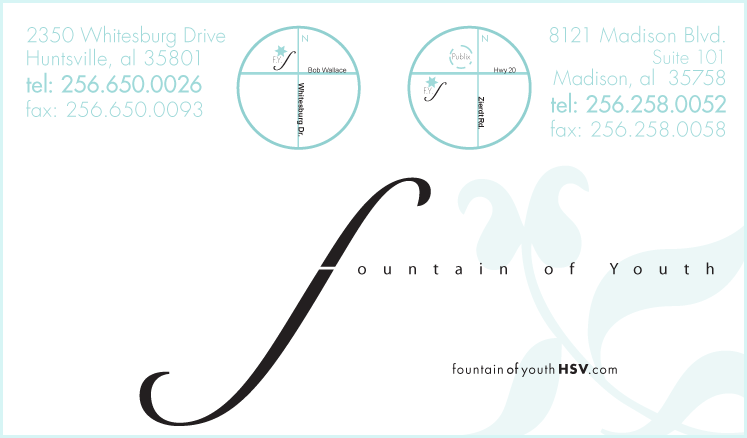 2350 Whitesburg Drive
Huntsville, al 35801
tel: 256.650.0026
fax: 256.650.0093
N
F.Y.
Bob Wallace
Whitesburg Dr.
N
Publix
Hwy 20
F.Y.
Zierdt Rd.
8121 Madison Blvd.
Suite 101
Madison, al 35758
tel: 256.258.0052
fax: 256.258.0058
fountain of Youth
fountain of youth HSV.com